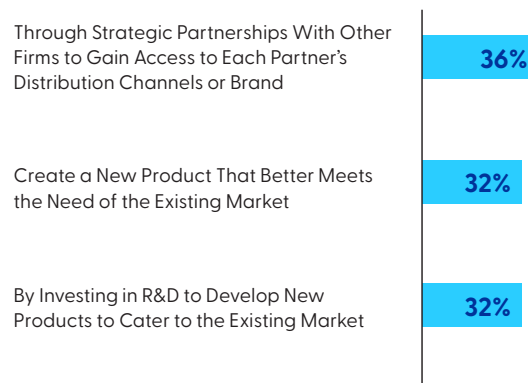 Through Strategic Partnerships With Other
Firms to Gain Access to Each Partner’s
Distribution Channels or Brand
36%
Create a New Product That Better Meets
the Need of the Existing Market
32%
By Investing in R&D to Develop New
Products to Cater to the Existing Market
32%